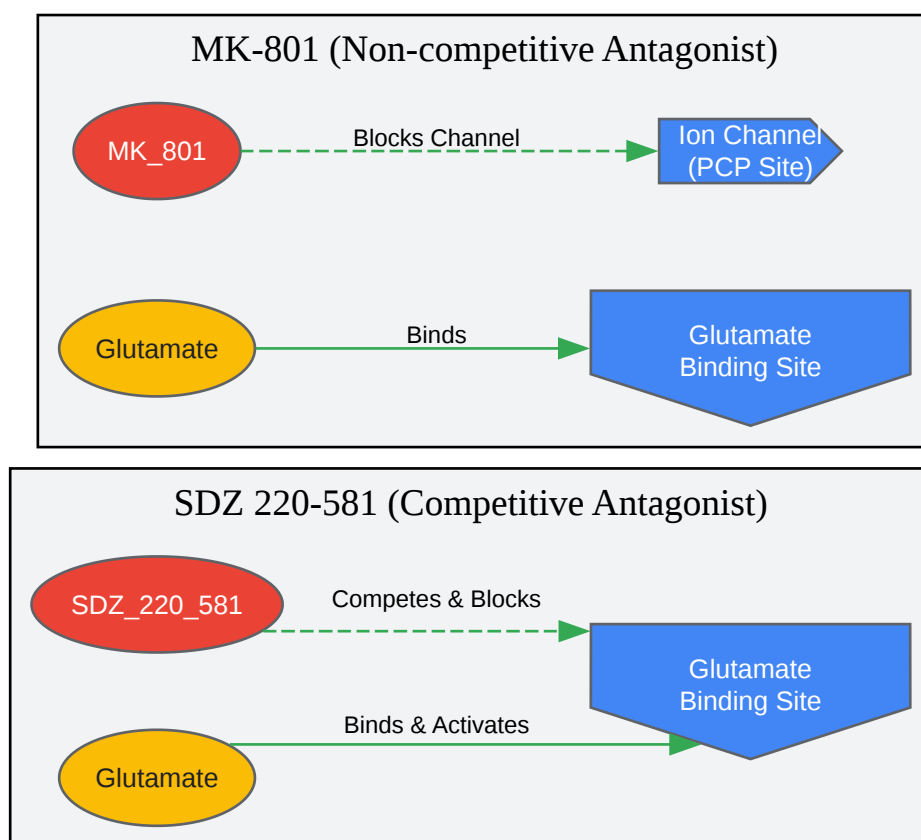 MK-801 (Non-competitive Antagonist)
MK_801
Blocks Channel
Ion Channel
(PCP Site)
Glutamate
Binds
Glutamate
Binding Site
SDZ 220-581 (Competitive Antagonist)
SDZ_220_581
Competes & Blocks
Glutamate
Binding Site
Binds & Activates
Glutamate